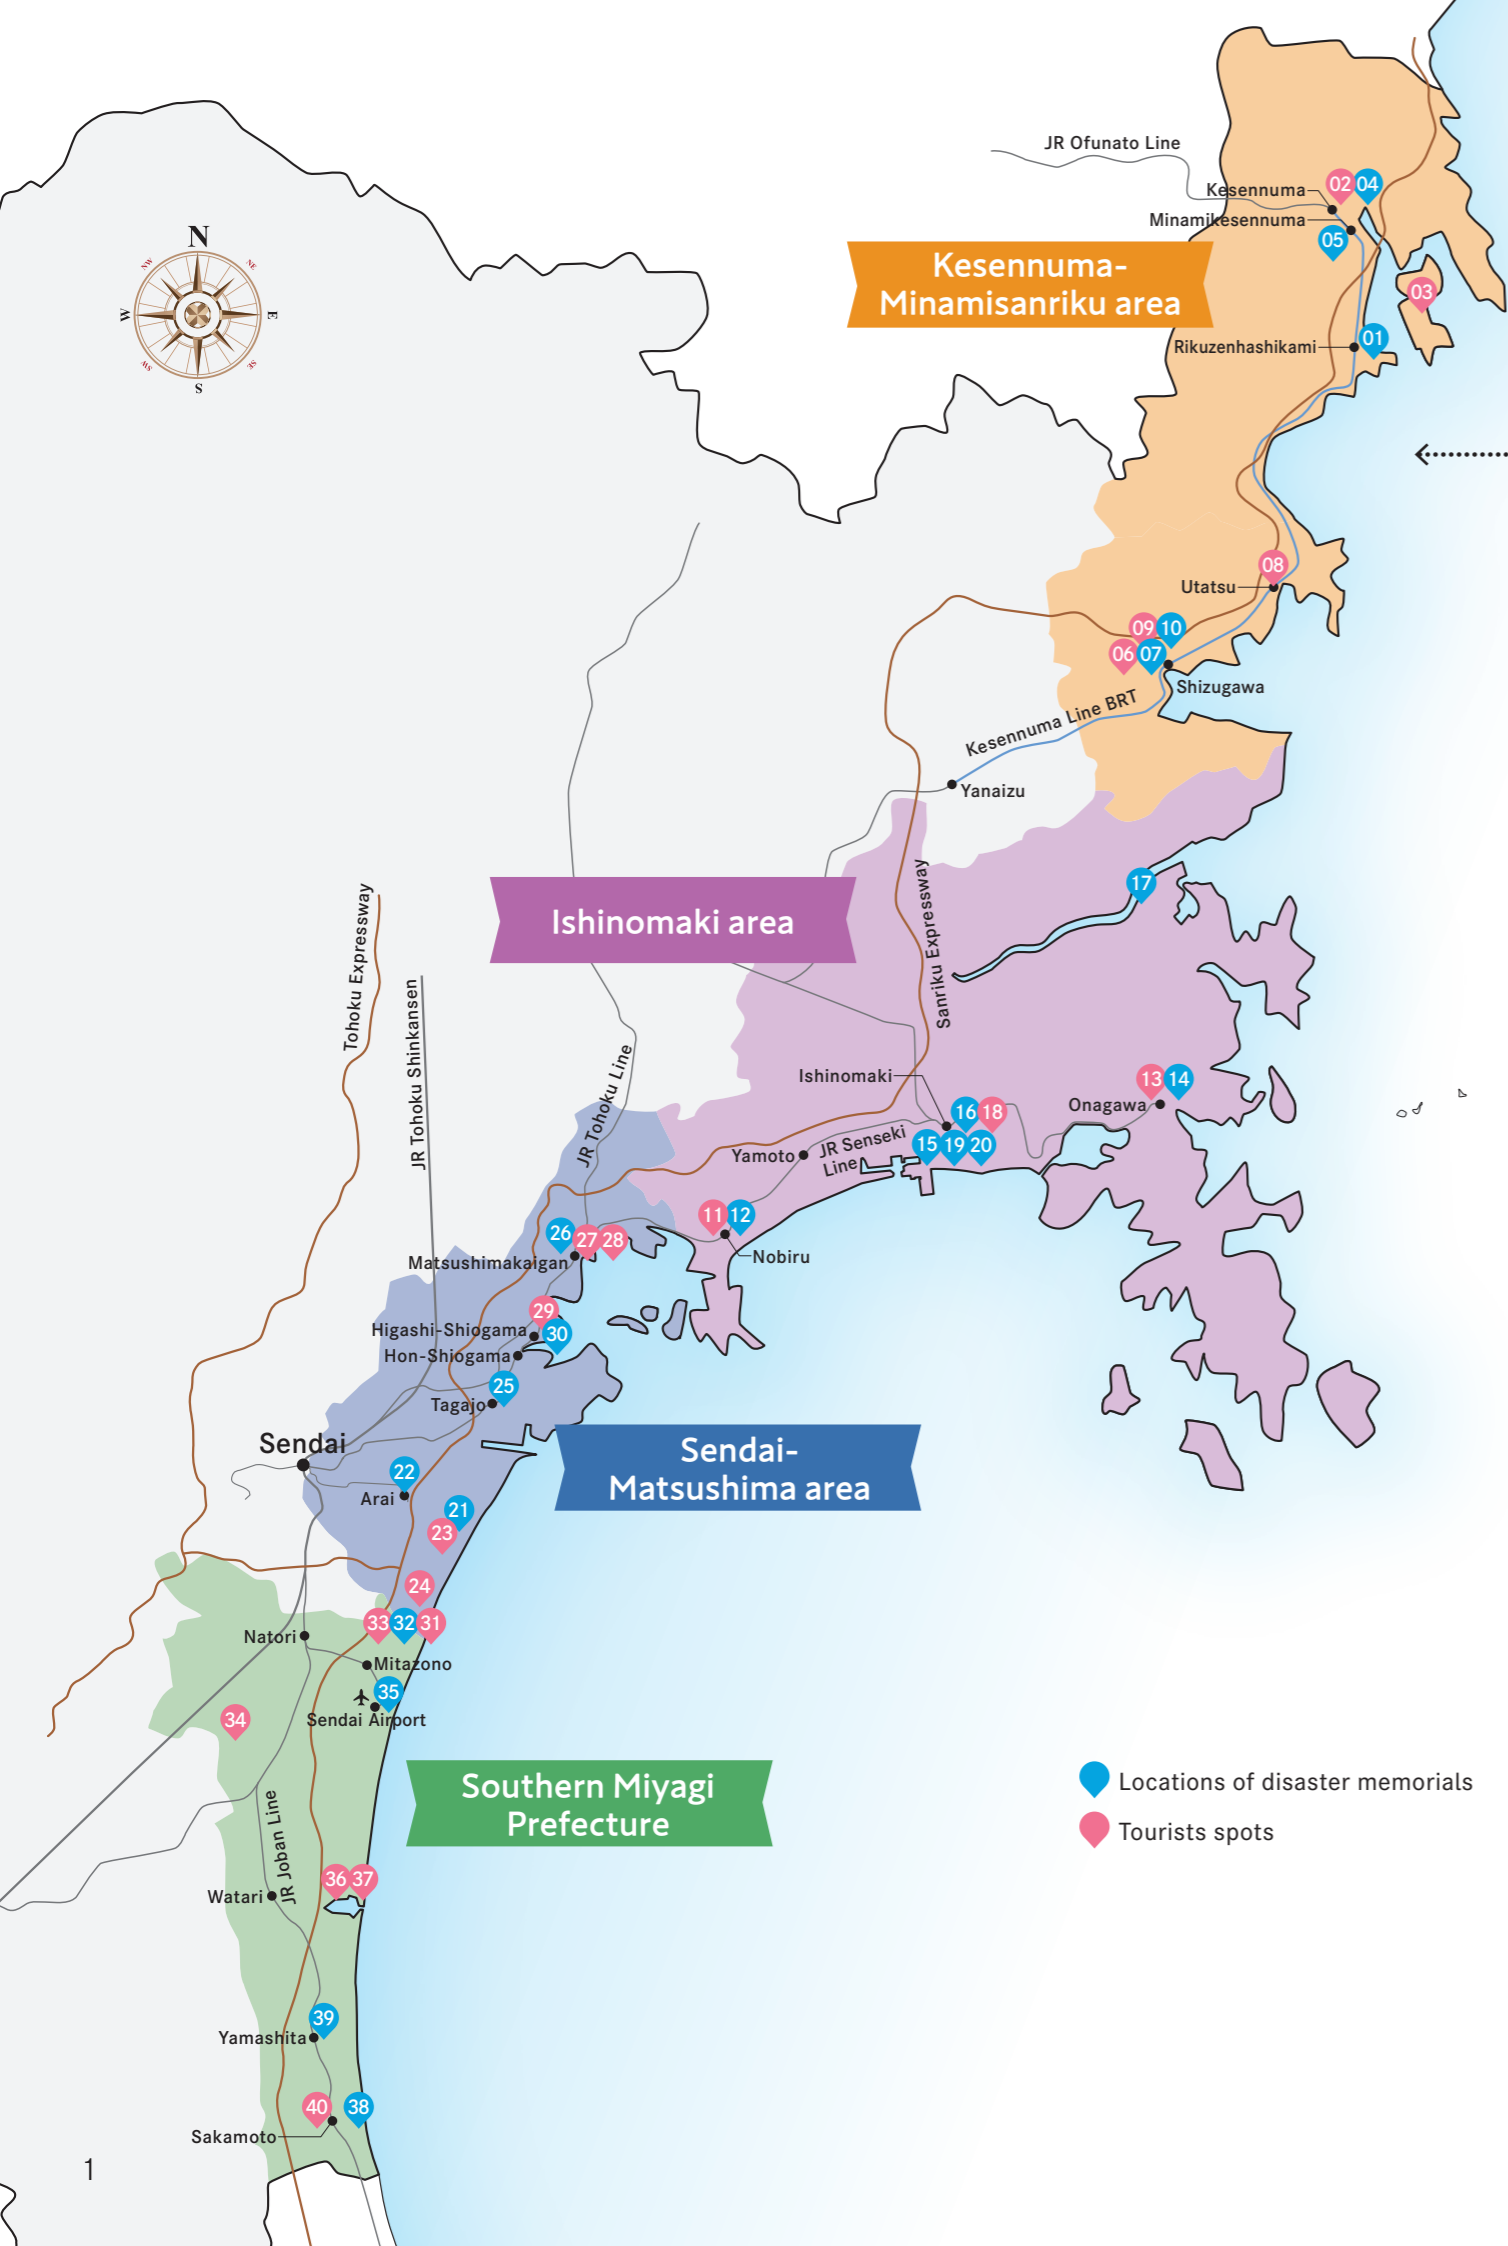 JR Ofunato Line
Kesennuma
02
04
Minamikesennuma
05
N
NW
NE
W
E
SW
SE
S
Kesennuma-
Minamisanriku area
03
Rikuzenhashikami
01
08
Utatsu
09
10
06
07
Shizugawa
Kesennuma Line BRT
Yanaizu
17
Ishinomaki area
Sanriku Expressway
Tohoku Expressway
JR Tohoku Shinkansen
JR Tohoku Line
Ishinomaki
13
14
Onagawa
16
18
15
19
20
Yamoto
JR Senseki
Line
11
12
Nobiru
26
27
28
Matsushimakaigan
29
Higashi-Shiogama
30
Hon-Shiogama
25
Tagajo
Sendai
Sendai-
Matsushima area
22
Arai
21
23
24
33
32
31
Natori
Mitazono
35
Sendai Airport
34
Southern Miyagi
Prefecture
Locations of disaster memorials
Tourists spots
JR Joban Line
36
37
Watari
39
Yamashita
40
38
Sakamoto
1